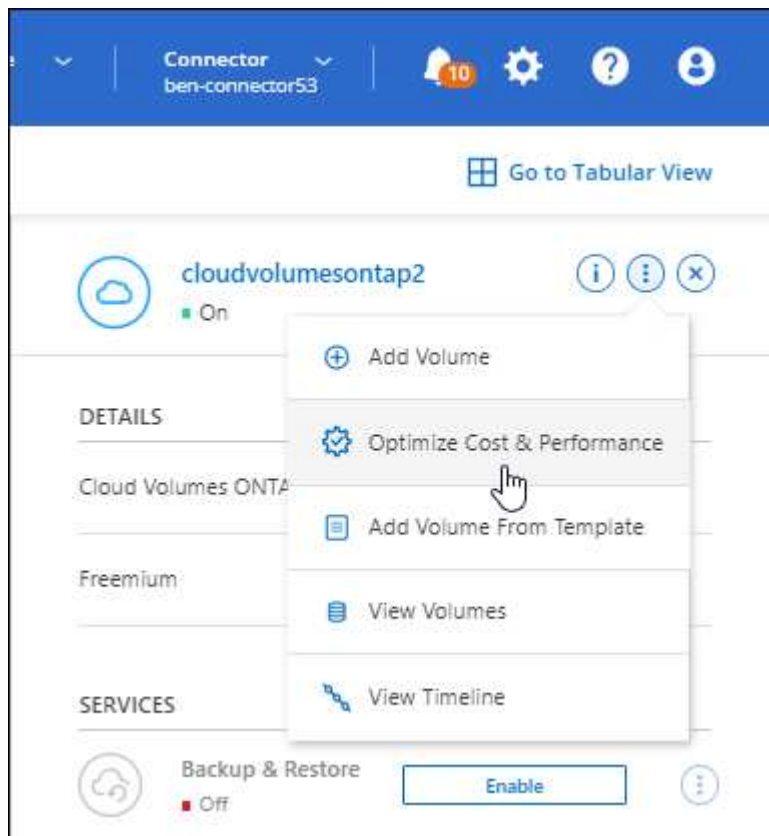 Connector
ben-connector53
10
Go to Tabular View
cloudvolumesontap2
On
Add Volume
DETAILS
Optimize Cost & Performance
Cloud Volumes ONTA
Add Volume From Template
Freemium
View Volumes
View Timeline
SERVICES
Backup & Restore
Off
Enable